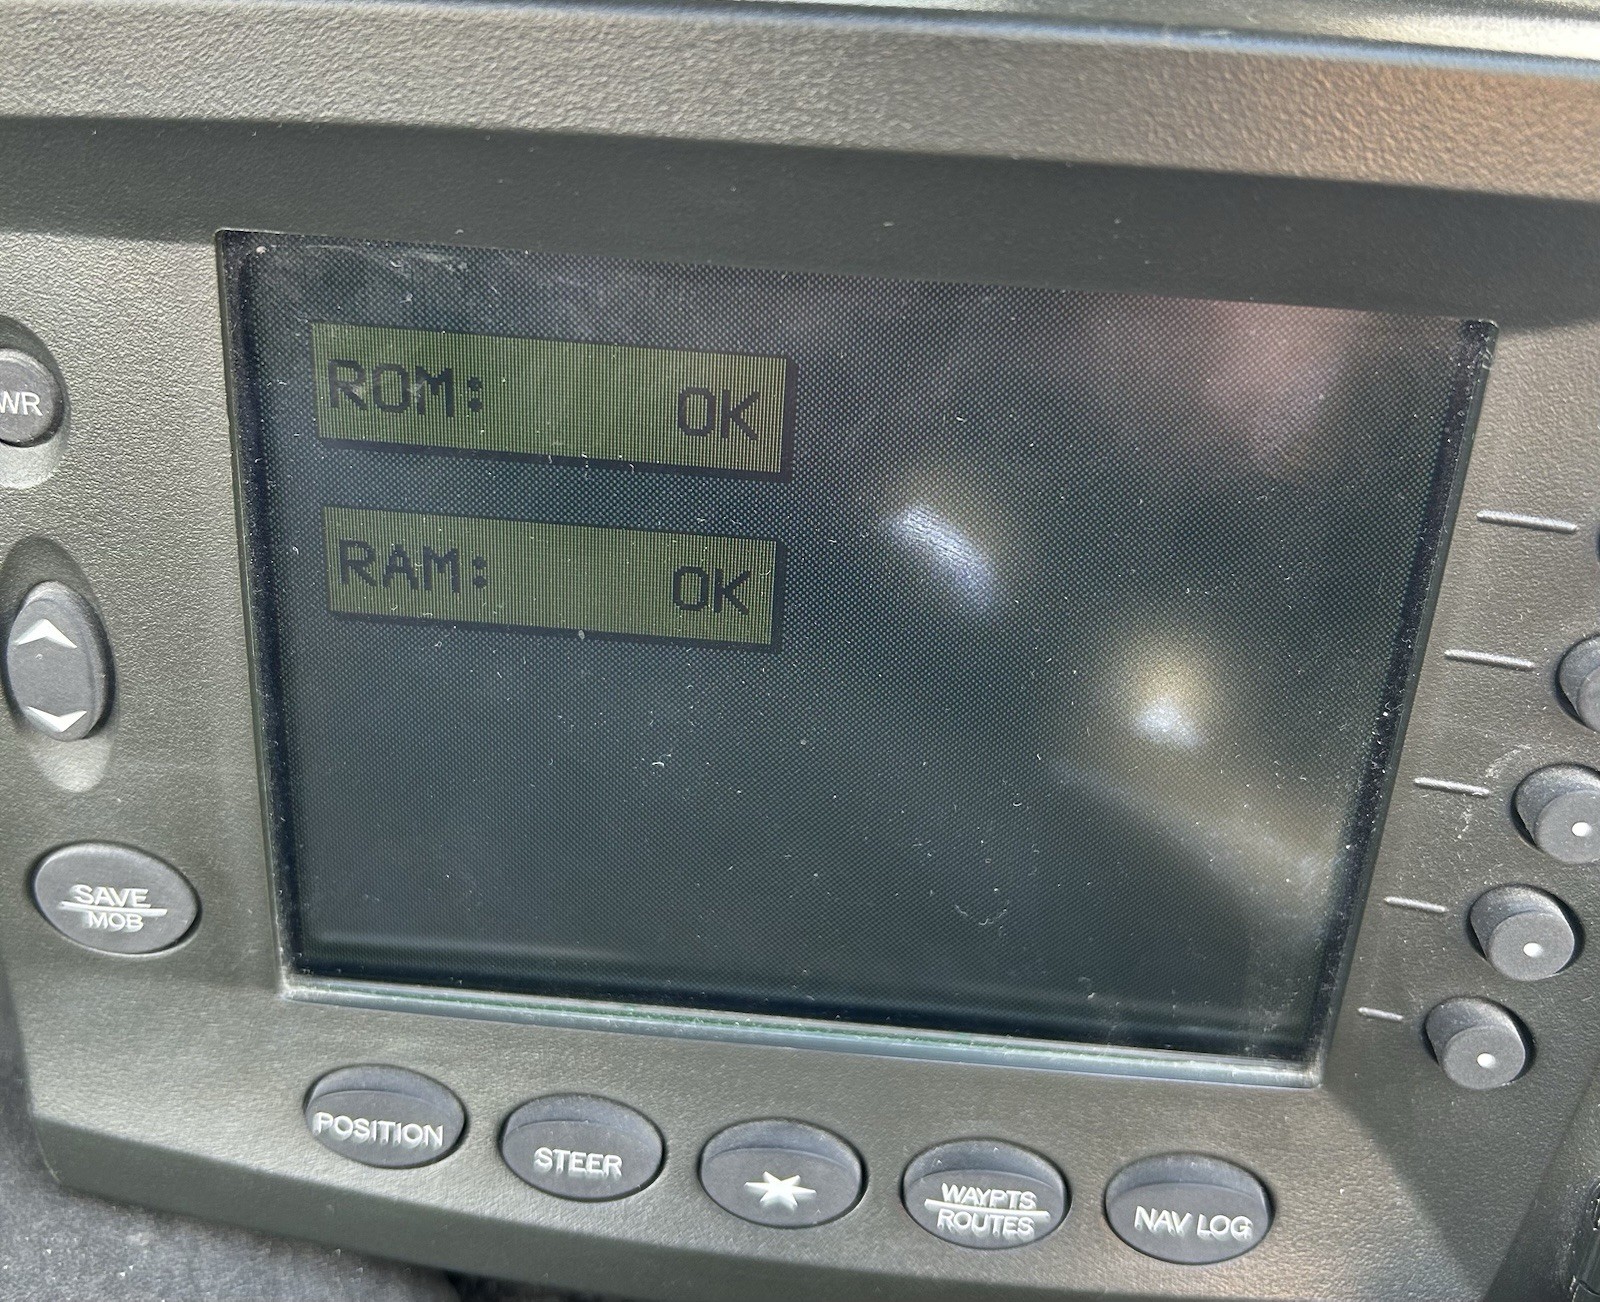 ROM: OK
RAM: OK
WR
SAVE
MOB
POSITION
STEER
WAYPTS
ROUTES
NAV LOG